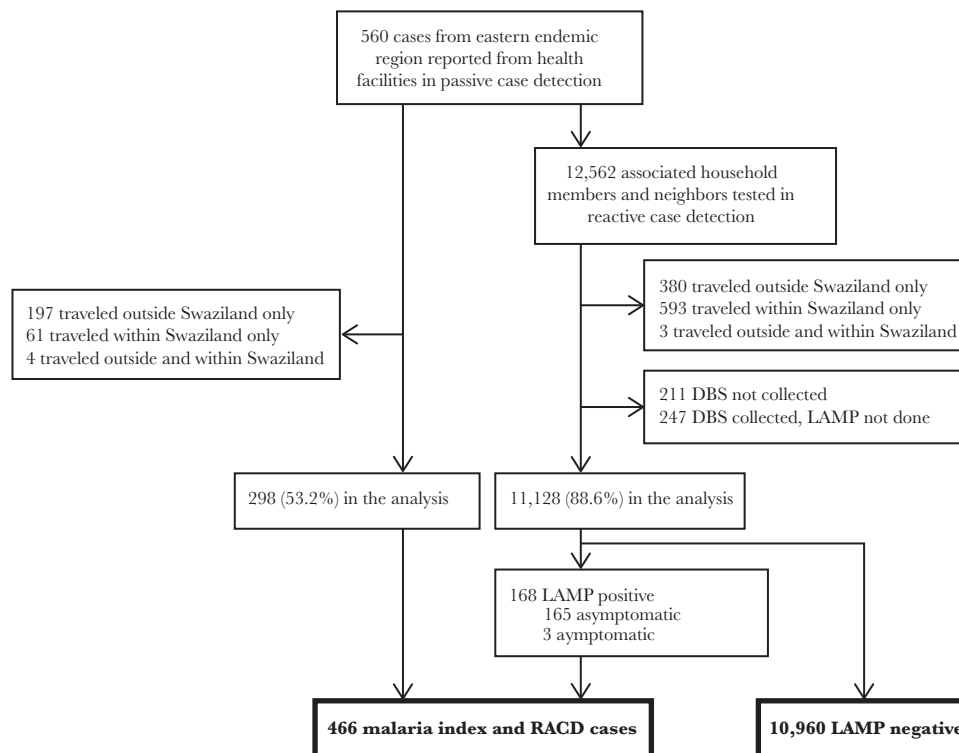 560 cases from eastern endemic
region reported from health
facilities in passive case detection
12,562 associated household
members and neighbors tested in
reactive case detection
197 traveled outside Swaziland only
61 traveled within Swaziland only
4 traveled outside and within Swaziland
380 traveled outside Swaziland only
593 traveled within Swaziland only
3 traveled outside and within Swaziland
211 DBS not collected
247 DBS collected, LAMP not done
298 (53.2%) in the analysis
11,128 (88.6%) in the analysis
168 LAMP positive
165 asymptomatic
3 aymptomatic
466 malaria index and RACD cases
10,960 LAMP negative